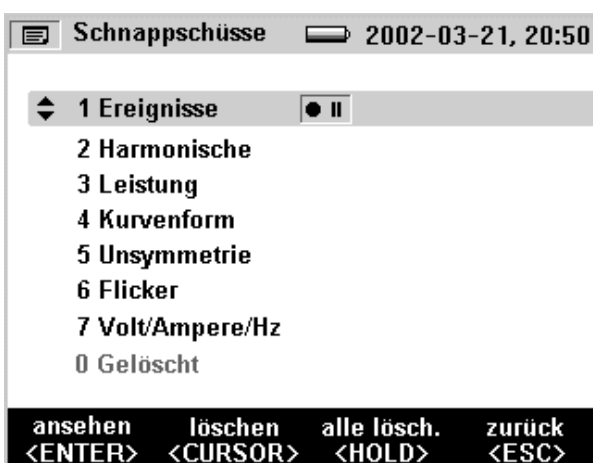 Schnappschüsse 2002-03-21, 20:50
1 Ereignisse
2 Harmonische
3 Leistung
4 Kurvenform
5 Unsymmetrie
6 Flicker
7 Volt/Ampere/Hz
0 Gelöscht
ansehen löschen alle lösch. zurück
<ENTER> <CURSOR> <HOLD> <ESC>